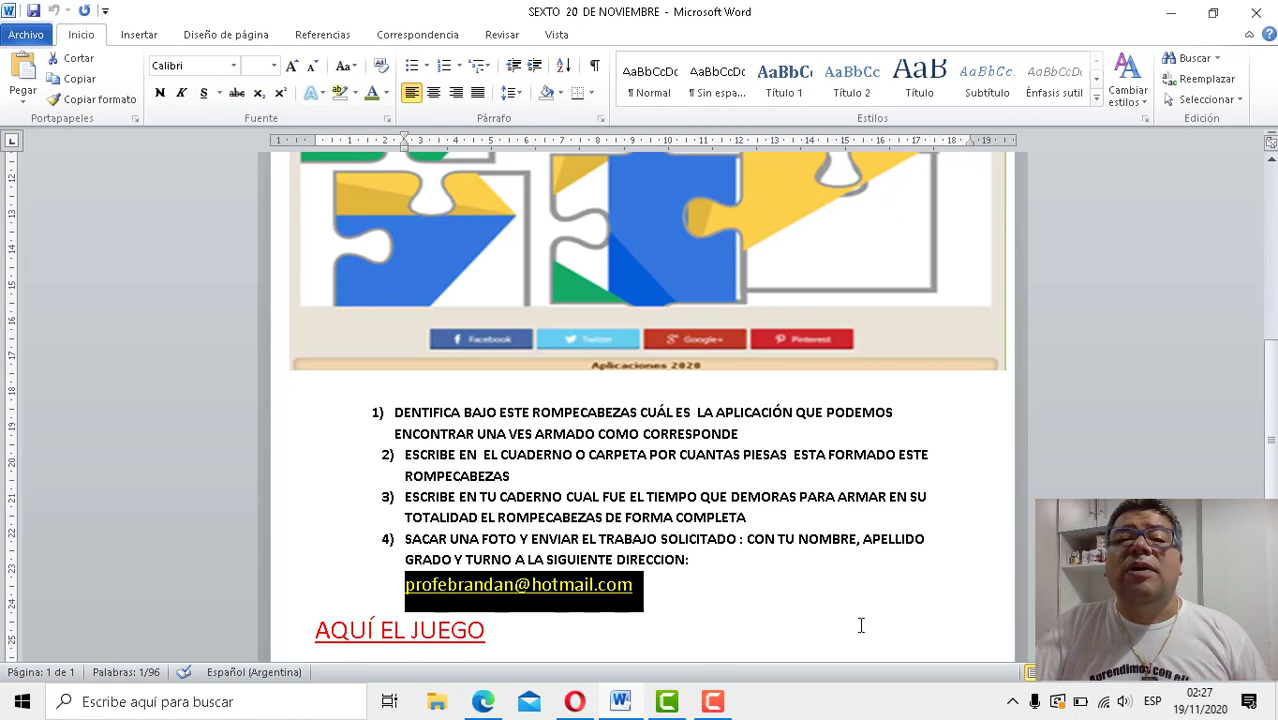 SEXTO 20 DE NOVIEMBRE - Microsoft Word
Archivo Inicio Insertar Diseño de página Referencias Correspondencia Revisar Vista
Pegar
Cortar
Copiar
Copiar formato
Portapapeles
Calibri
N K S abc x₂ x²
Fuente
Párrafo
AaBbCcDc AaBbCcDc AaBbC AaBbCc AaB AaBbCc AaBbCcDc
¶ Normal ¶ Sin espa... Título 1 Título 2 Título Subtítulo Énfasis sutil
Estilos
Cambiar estilos
Buscar
Reemplazar
Seleccionar
Edición
Facebook Twitter Google+ Pinterest
Aplicaciones 2020
1) DENTIFICA BAJO ESTE ROMPECABEZAS CUÁL ES LA APLICACIÓN QUE PODEMOS
ENCONTRAR UNA VES ARMADO COMO CORRESPONDE
2) ESCRIBE EN EL CUADERNO O CARPETA POR CUANTAS PIESAS ESTA FORMADO ESTE
ROMPECABEZAS
3) ESCRIBE EN TU CADERNO CUAL FUE EL TIEMPO QUE DEMORAS PARA ARMAR EN SU
TOTALIDAD EL ROMPECABEZAS DE FORMA COMPLETA
4) SACAR UNA FOTO Y ENVIAR EL TRABAJO SOLICITADO : CON TU NOMBRE, APELLIDO
GRADO Y TURNO A LA SIGUIENTE DIRECCION:
profebrandan@hotmail.com
AQUÍ EL JUEGO
Aprendimos con
Página: 1 de 1 Palabras: 1/96 Español (Argentina)
Escribe aquí para buscar
ESP
02:27
19/11/2020